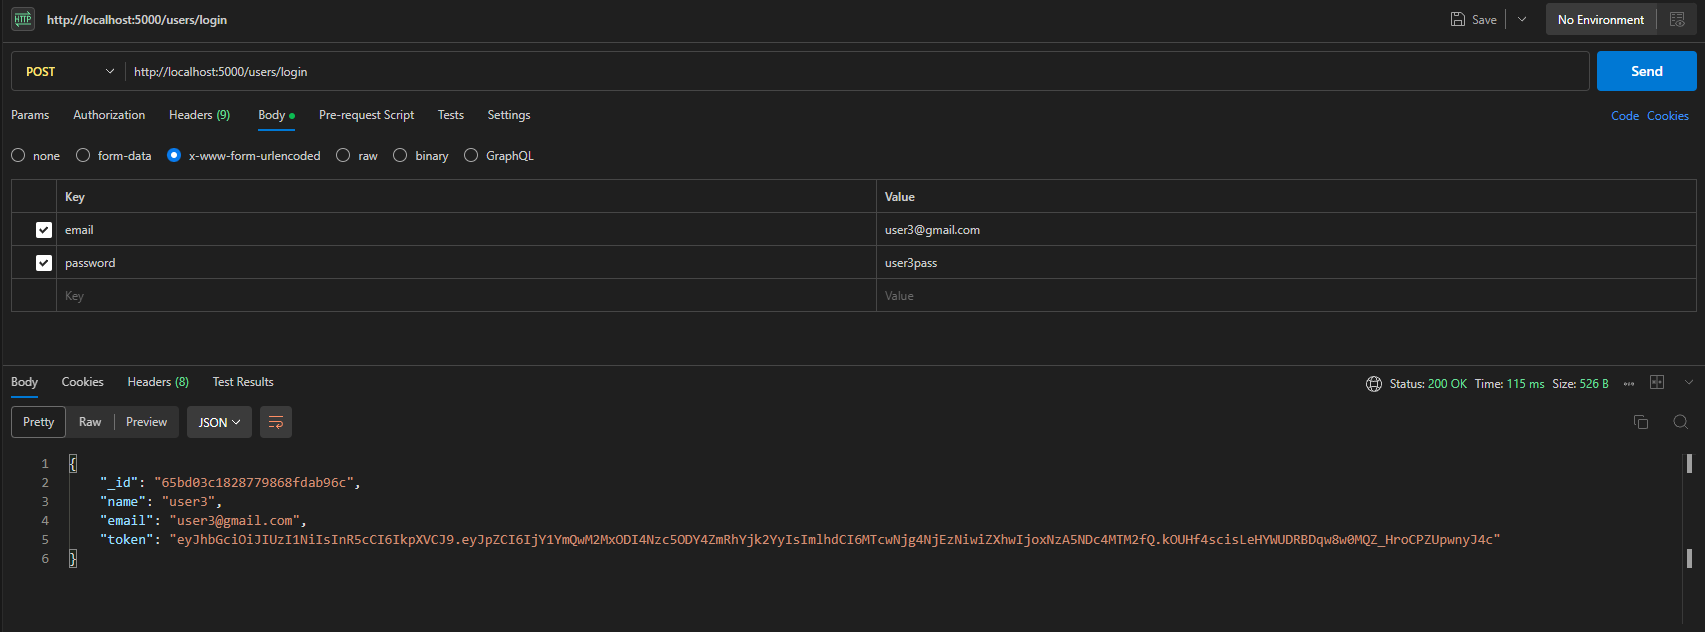 HTTP http://localhost:5000/users/login Save No Environment
POST http://localhost:5000/users/login Send
Params Authorization Headers (9) Body Pre-request Script Tests Settings Code Cookies
none form-data x-www-form-urlencoded raw binary GraphQL
Key Value
email user3@gmail.com
password user3pass
Key Value
Body Cookies Headers (8) Test Results Status: 200 OK Time: 115 ms Size: 526 B
Pretty Raw Preview JSON
1 {
2 "_id": "65bd03c1828779868fdab96c",
3 "name": "user3",
4 "email": "user3@gmail.com",
5 "token": "eyJhbGciOiJIUzI1NiIsInR5cCI6IkpXVCJ9.eyJpZCI6IjY1YmQwM2MxODI4Nzc5ODY4ZmRhYjk2YyIsImlhdCI6MTcwNjg4NjEzNiwiZXhwIjoxNzA5NDc4MTM2fQ.kOUHf4scisLeHYWUDRBDqw8w0MQZ_HroCPZUpwnyJ4c"
6 }